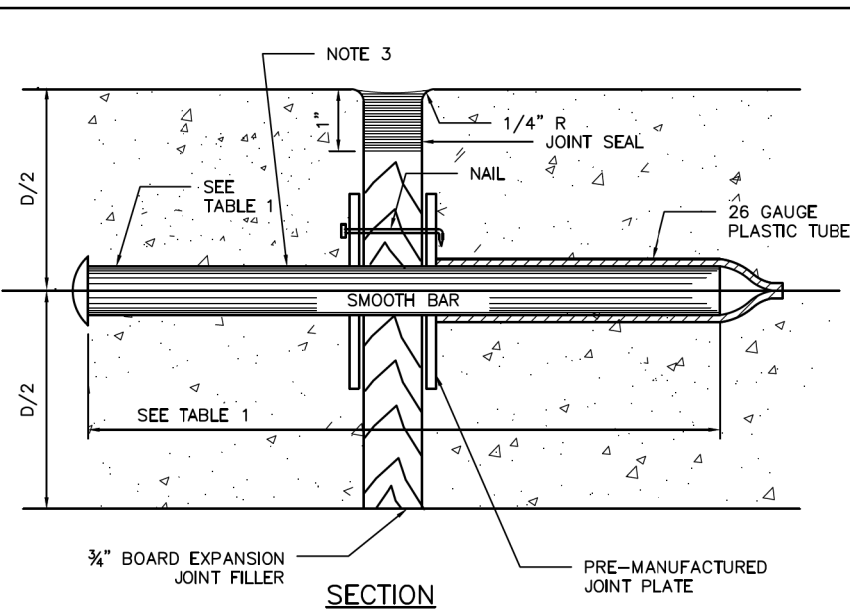 NOTE 3
1"
1/4" R
JOINT SEAL
NAIL
D/2
SEE
TABLE 1
26 GAUGE
PLASTIC TUBE
SMOOTH BAR
D/2
SEE TABLE 1
¾" BOARD EXPANSION
JOINT FILLER
PRE-MANUFACTURED
JOINT PLATE
SECTION